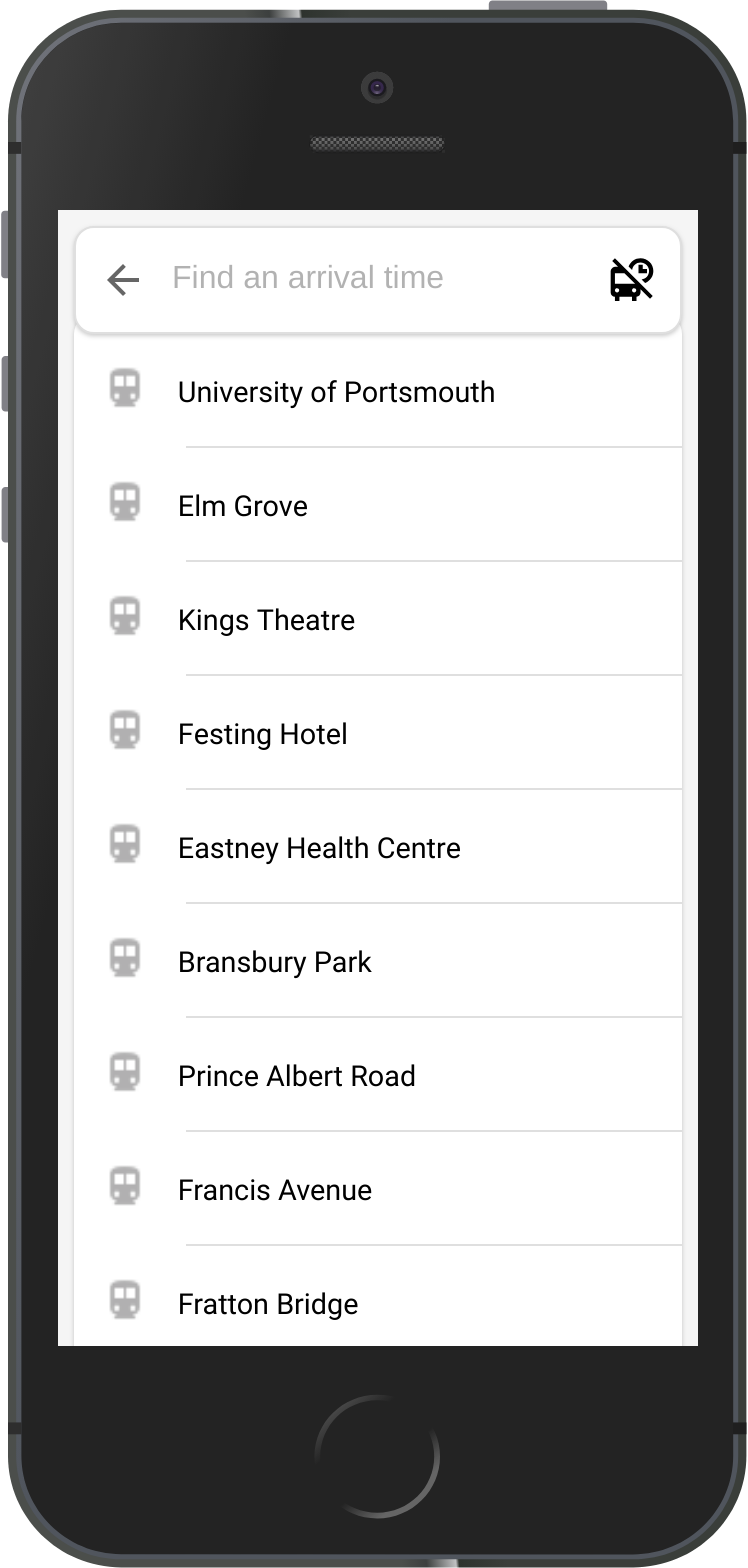 Find an arrival time
University of Portsmouth
Elm Grove
Kings Theatre
Festing Hotel
Eastney Health Centre
Bransbury Park
Prince Albert Road
Francis Avenue
Fratton Bridge